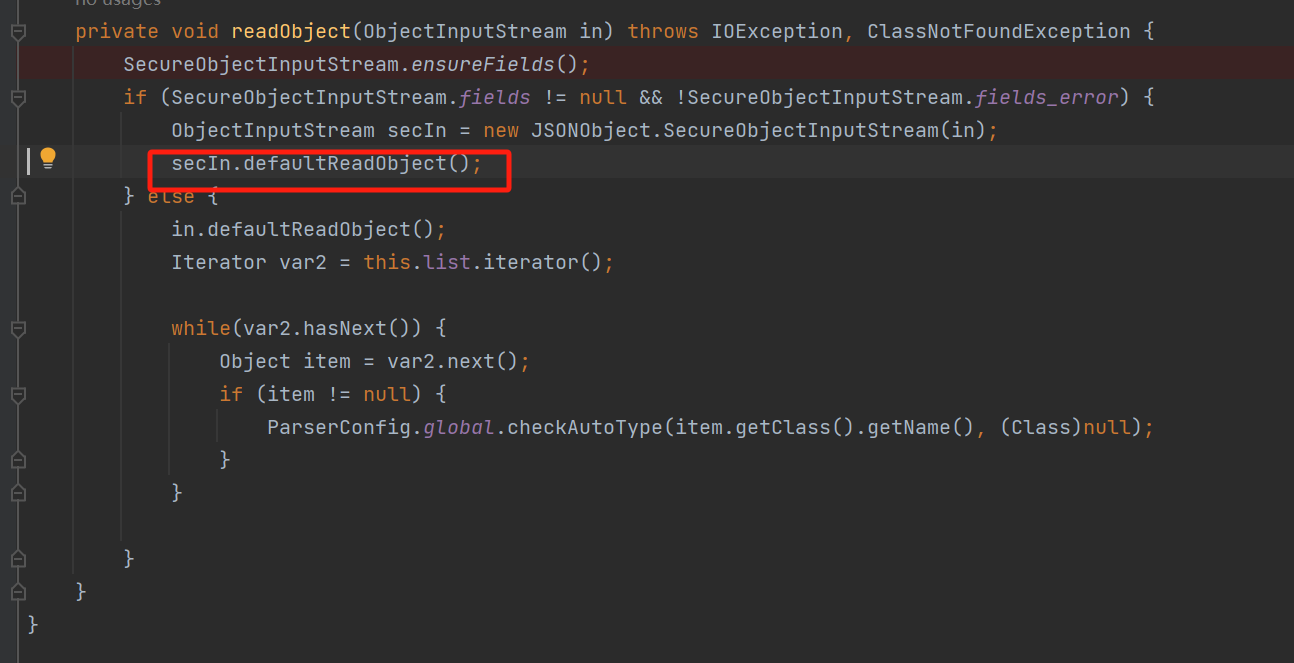 no usages
private void readObject(ObjectInputStream in) throws IOException, ClassNotFoundException {
SecureObjectInputStream.ensureFields();
if (SecureObjectInputStream.fields != null && !SecureObjectInputStream.fields_error) {
ObjectInputStream secIn = new JSONObject.SecureObjectInputStream(in);
secIn.defaultReadObject();
} else {
in.defaultReadObject();
Iterator var2 = this.list.iterator();
while(var2.hasNext()) {
Object item = var2.next();
if (item != null) {
ParserConfig.global.checkAutoType(item.getClass().getName(), (Class)null);
}
}
}
}
}